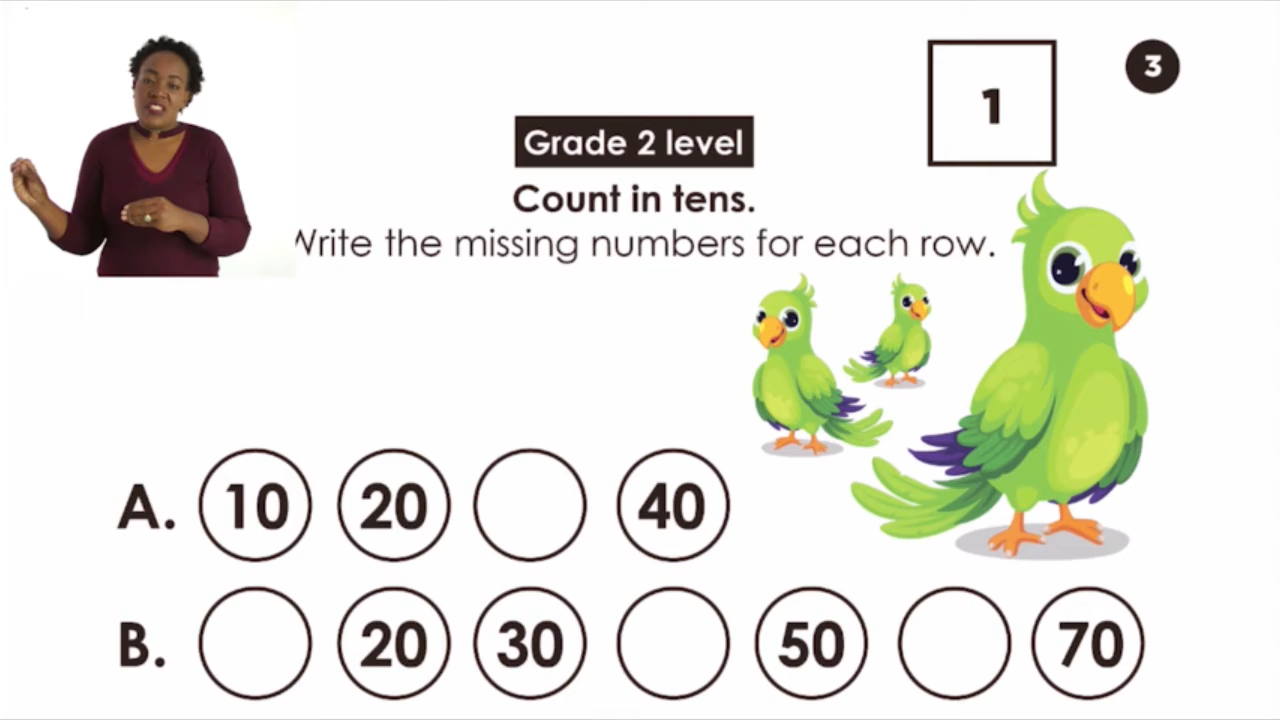 1
3
Grade 2 level
Count in tens.
Write the missing numbers for each row.
A. 10 20 40
B. 20 30 50 70